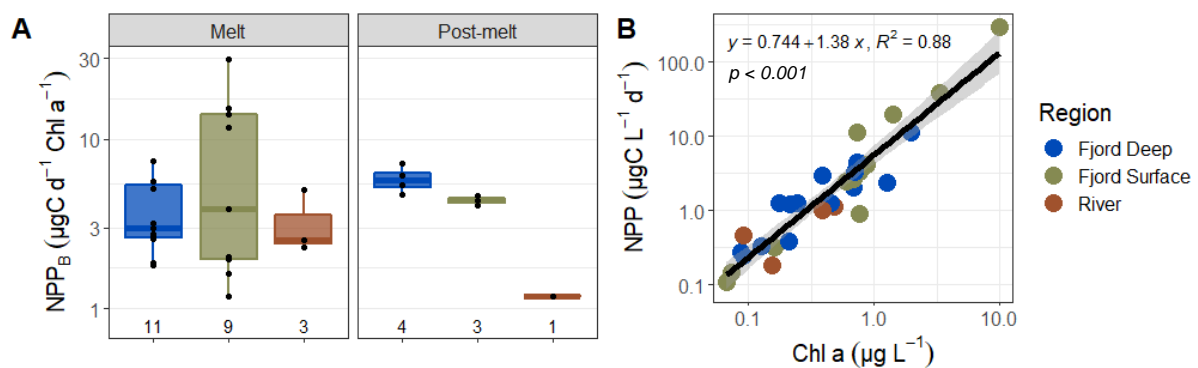 A
Melt
Post-melt
NPP_B (µgC d⁻¹ Chl a⁻¹)
30
10
3
1
11
9
3
4
3
1
B
y = 0.744 + 1.38 x, R² = 0.88
p < 0.001
NPP (µgC L⁻¹ d⁻¹)
100.0
10.0
1.0
0.1
0.1
1.0
10.0
Chl a (µg L⁻¹)
Region
Fjord Deep
Fjord Surface
River